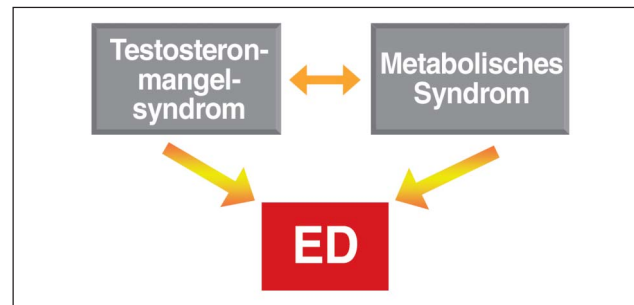 Testosteron-
mangel-
syndrom
Metabolisches
Syndrom
ED